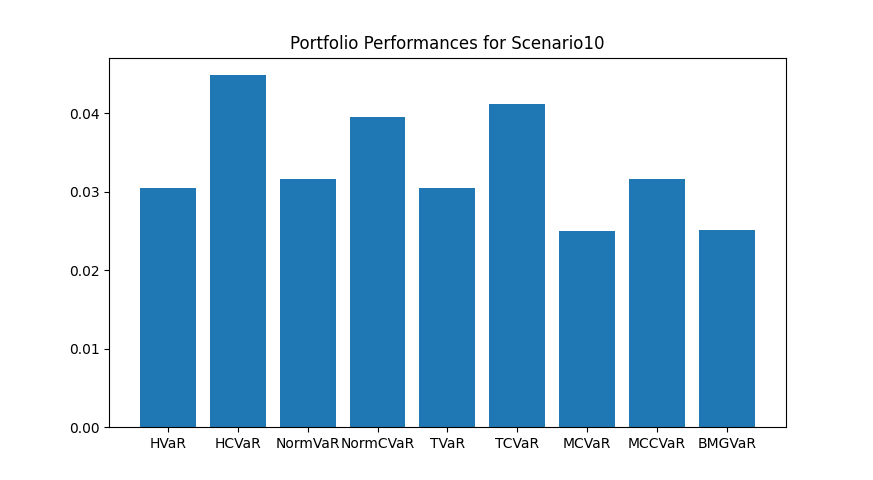 Portfolio Performances for Scenario10
0.04
0.03
0.02
0.01
0.00
HVaR HCVaR NormVaR NormCVaR TVaR TCVaR MCVaR MCCVaR BMGVaR